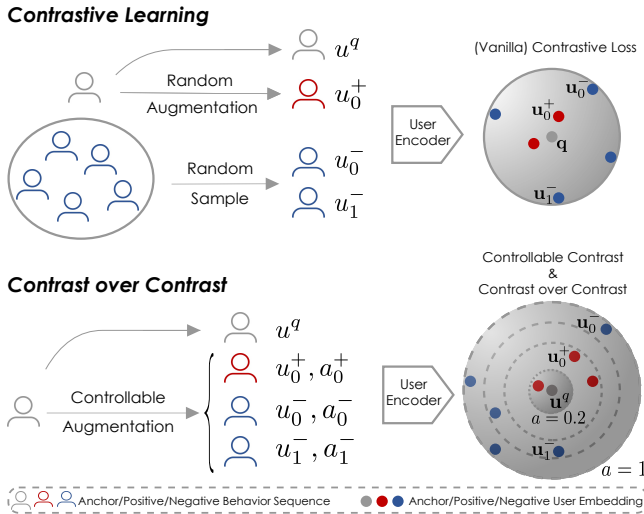 Contrastive Learning
u^q
(Vanilla) Contrastive Loss
Random
Augmentation
u_0^+
User
Encoder
u_0^-
u_0^+
q
u_1^-
Random
Sample
u_0^-
u_1^-
Contrast over Contrast
Controllable Contrast
&
Contrast over Contrast
u^q
Controllable
Augmentation
u_0^+, a_0^+
u_0^-, a_0^-
u_1^-, a_1^-
User
Encoder
u_0^-
u_0^+
u^q
a = 0.2
u_1^-
a = 1
Anchor/Positive/Negative Behavior Sequence
Anchor/Positive/Negative User Embedding